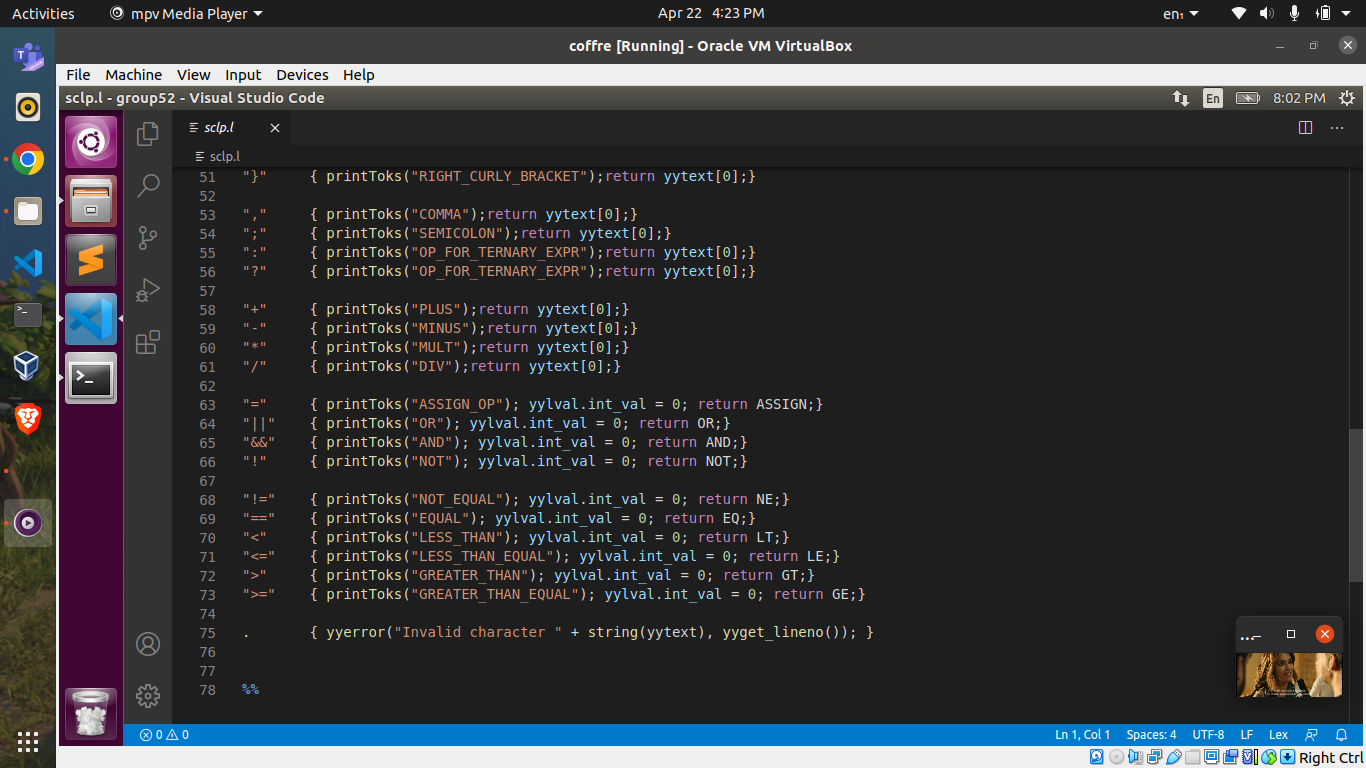 Activities mpv Media Player Apr 22 4:23 PM en₁
coffre [Running] - Oracle VM VirtualBox
File Machine View Input Devices Help
sclp.l - group52 - Visual Studio Code En 8:02 PM
sclp.l
sclp.l
51 "}" { printToks("RIGHT_CURLY_BRACKET");return yytext[0];}
52
53 "," { printToks("COMMA");return yytext[0];}
54 ";" { printToks("SEMICOLON");return yytext[0];}
55 ":" { printToks("OP_FOR_TERNARY_EXPR");return yytext[0];}
56 "?" { printToks("OP_FOR_TERNARY_EXPR");return yytext[0];}
57
58 "+" { printToks("PLUS");return yytext[0];}
59 "-" { printToks("MINUS");return yytext[0];}
60 "*" { printToks("MULT");return yytext[0];}
61 "/" { printToks("DIV");return yytext[0];}
62
63 "=" { printToks("ASSIGN_OP"); yylval.int_val = 0; return ASSIGN;}
64 "||" { printToks("OR"); yylval.int_val = 0; return OR;}
65 "&&" { printToks("AND"); yylval.int_val = 0; return AND;}
66 "!" { printToks("NOT"); yylval.int_val = 0; return NOT;}
67
68 "!=" { printToks("NOT_EQUAL"); yylval.int_val = 0; return NE;}
69 "==" { printToks("EQUAL"); yylval.int_val = 0; return EQ;}
70 "<" { printToks("LESS_THAN"); yylval.int_val = 0; return LT;}
71 "<=" { printToks("LESS_THAN_EQUAL"); yylval.int_val = 0; return LE;}
72 ">" { printToks("GREATER_THAN"); yylval.int_val = 0; return GT;}
73 ">=" { printToks("GREATER_THAN_EQUAL"); yylval.int_val = 0; return GE;}
74
75 . { yyerror("Invalid character " + string(yytext), yyget_lineno()); }
76
77
78 %%
0 0 Ln 1, Col 1 Spaces: 4 UTF-8 LF Lex
Right Ctrl